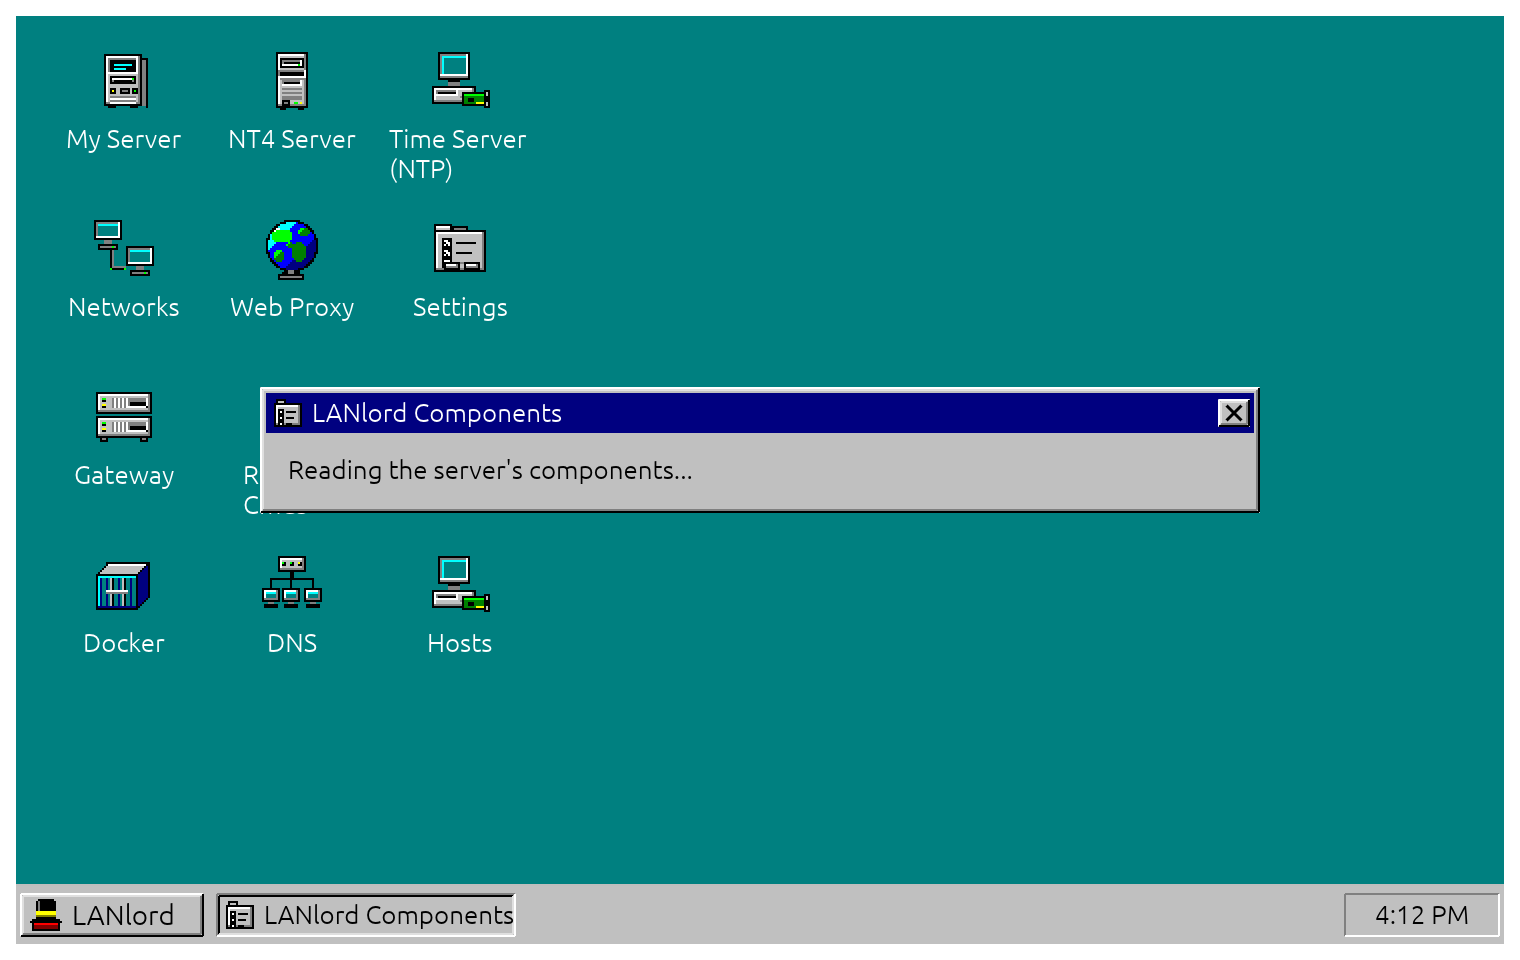 My Server
NT4 Server
Time Server
(NTP)
Networks
Web Proxy
Settings
LANlord Components
Reading the server's components...
Gateway
Docker
DNS
Hosts
LANlord
LANlord Components
4:12 PM